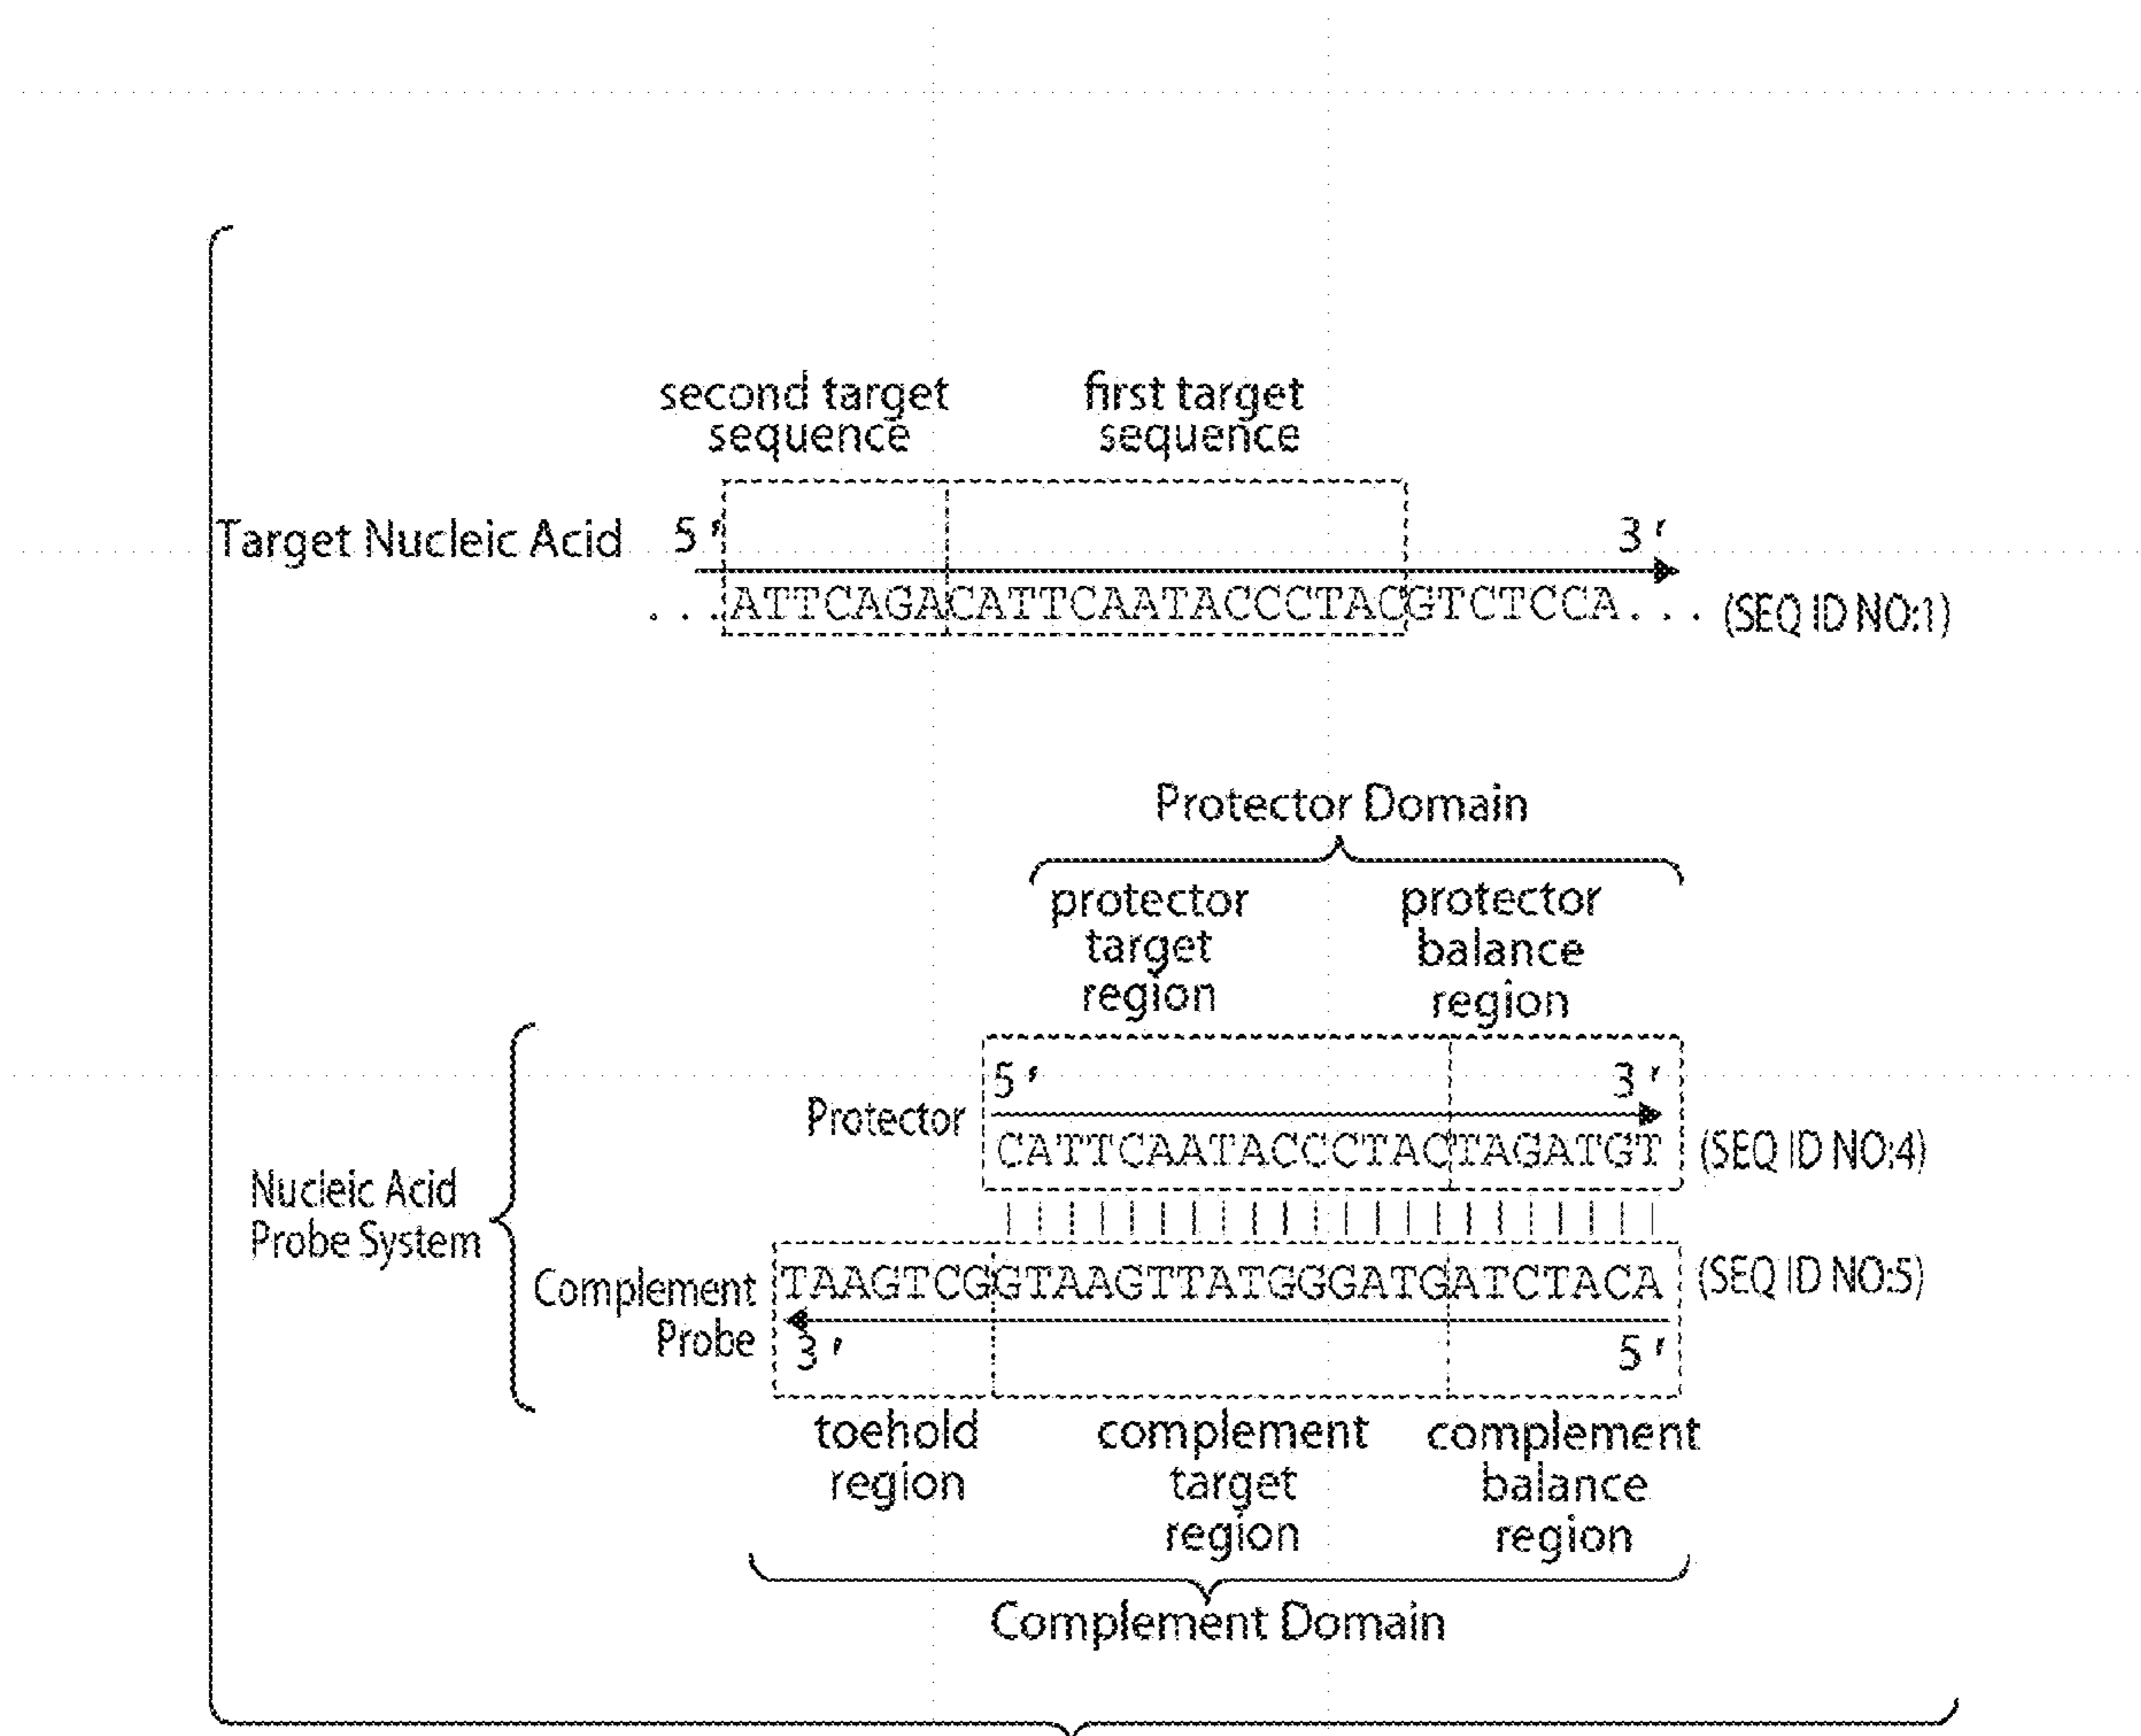 second target
sequence
first target
sequence
Target Nucleic Acid 5' 3'
...ATTCAGACATTCAATACCCTACGTCTCCA... (SEQ ID NO:1)
Protector Domain
protector
target
region
protector
balance
region
5' 3'
Protector
CATTCAATACCCTACTAGATGT (SEQ ID NO:4)
Nucleic Acid
Probe System
Complement
Probe
TAAGTCGGTAAGTTATGGGATGATCTACA (SEQ ID NO:5)
3' 5'
toehold
region
complement
target
region
complement
balance
region
Complement Domain